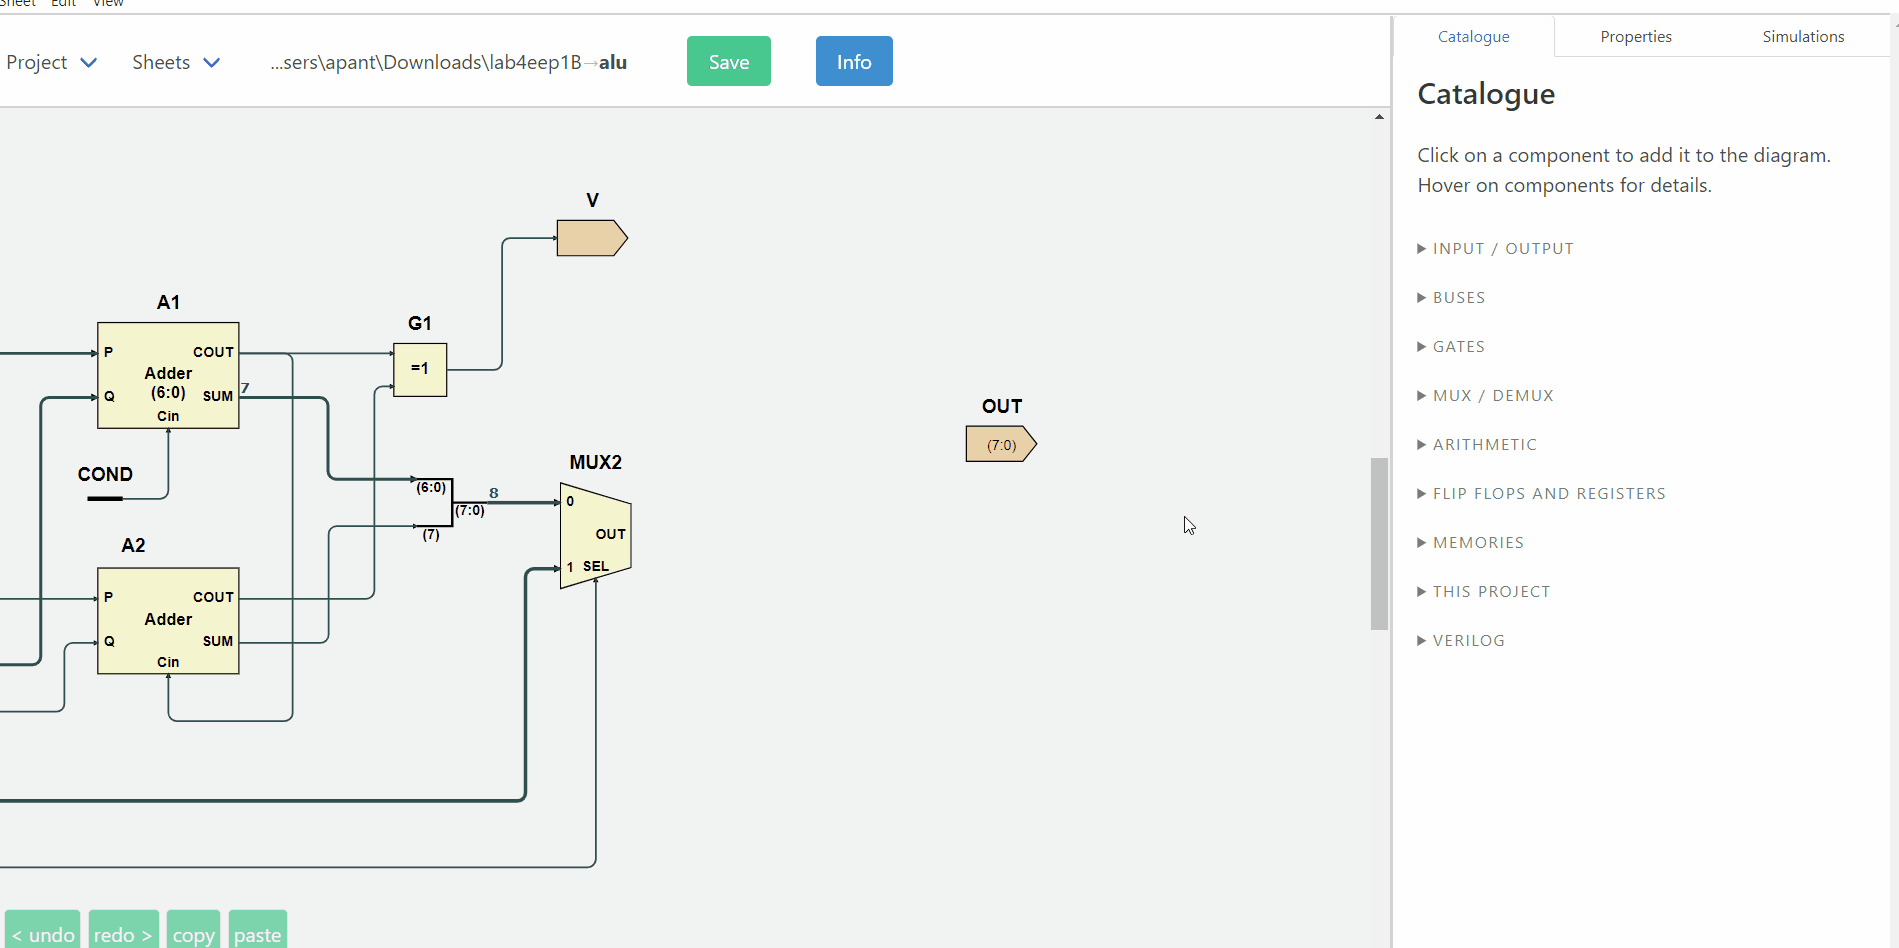 Sheet Edit View
Project Sheets ...sers\apant\Downloads\lab4eep1B→alu Save Info
V
A1
P COUT
Adder
(6:0)
Q SUM 7
Cin
G1
=1
COND
OUT
(7:0)
MUX2
(6:0)
8
(7:0)
(7)
0
OUT
1 SEL
A2
P COUT
Adder
Q SUM
Cin
< undo redo > copy paste
Catalogue Properties Simulations
Catalogue
Click on a component to add it to the diagram.
Hover on components for details.
INPUT / OUTPUT
BUSES
GATES
MUX / DEMUX
ARITHMETIC
FLIP FLOPS AND REGISTERS
MEMORIES
THIS PROJECT
VERILOG